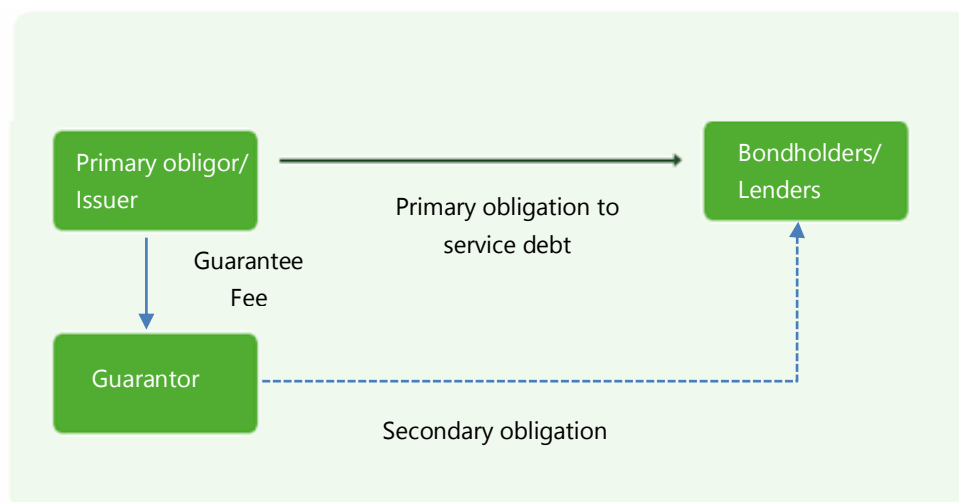 Primary obligor/
Issuer
Bondholders/
Lenders
Primary obligation to
service debt
Guarantee
Fee
Guarantor
Secondary obligation